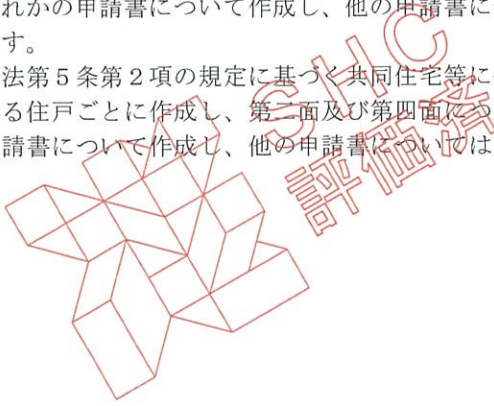 れかの申請書について作成し、他の申請書に
す。
法第5条第2項の規定に基づく共同住宅等に
る住戸ごとに作成し、第二面及び第四面につ
請書について作成し、他の申請書については
SHC
評価済